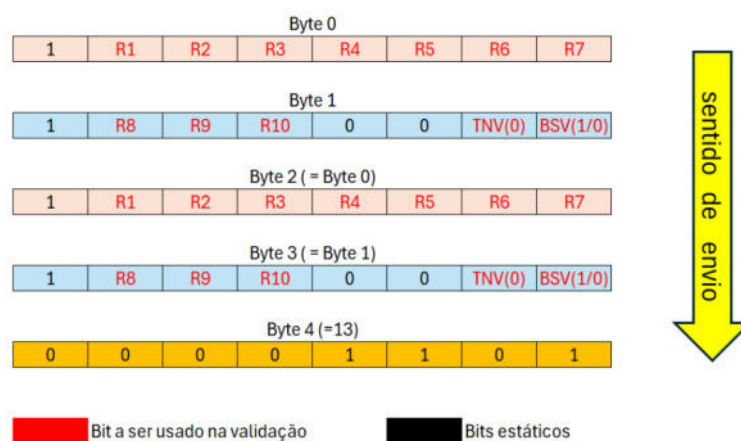 Byte 0
1 R1 R2 R3 R4 R5 R6 R7
Byte 1
1 R8 R9 R10 0 0 TNV(0) BSV(1/0)
Byte 2 ( = Byte 0)
1 R1 R2 R3 R4 R5 R6 R7
Byte 3 ( = Byte 1)
1 R8 R9 R10 0 0 TNV(0) BSV(1/0)
Byte 4 (=13)
0 0 0 0 1 1 0 1
Bit a ser usado na validação
Bits estáticos
sentido de envio